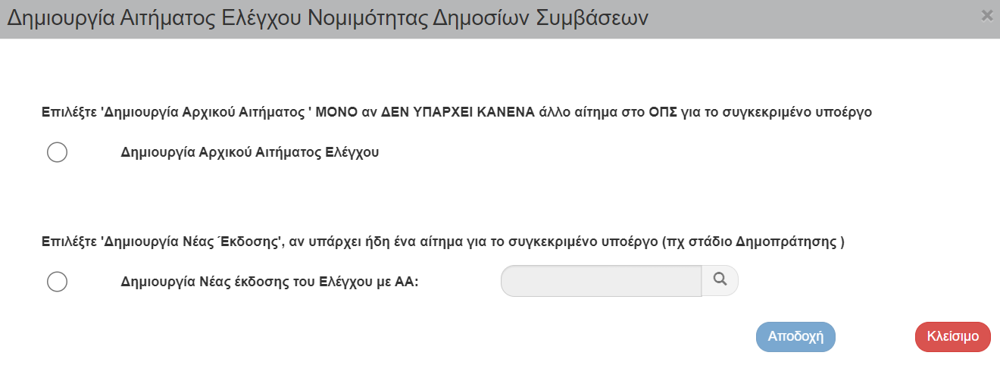 Δημιουργία Αιτήματος Ελέγχου Νομιμότητας Δημοσίων Συμβάσεων
Επιλέξτε 'Δημιουργία Αρχικού Αιτήματος ' ΜΟΝΟ αν ΔΕΝ ΥΠΑΡΧΕΙ ΚΑΝΕΝΑ άλλο αίτημα στο ΟΠΣ για το συγκεκριμένο υποέργο
Δημιουργία Αρχικού Αιτήματος Ελέγχου
Επιλέξτε 'Δημιουργία Νέας Έκδοσης', αν υπάρχει ήδη ένα αίτημα για το συγκεκριμένο υποέργο (πχ στάδιο Δημοπράτησης )
Δημιουργία Νέας έκδοσης του Ελέγχου με ΑΑ:
Αποδοχή Κλείσιμο